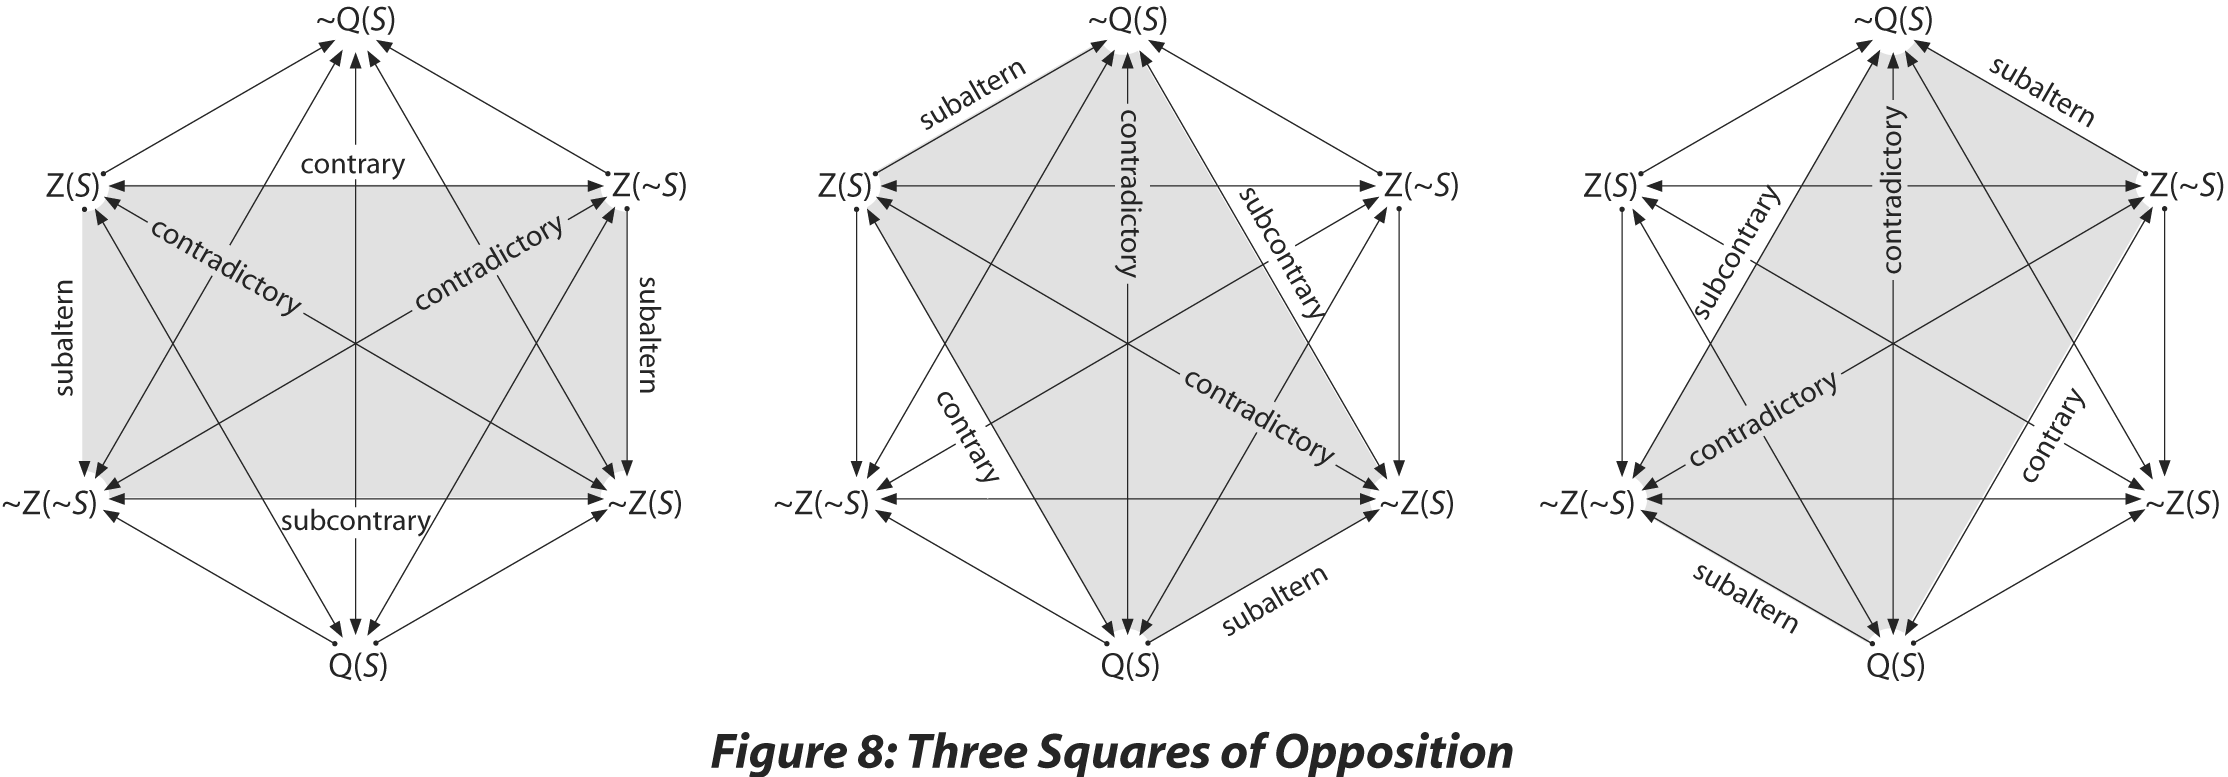 ~Q(S)
contrary
Z(S)
Z(~S)
contradictory
contradictory
subaltern
subaltern
~Z(~S)
~Z(S)
subcontrary
Q(S)
~Q(S)
subaltern
contradictory
Z(S)
Z(~S)
subcontrary
contrary
contradictory
~Z(~S)
~Z(S)
subaltern
Q(S)
~Q(S)
subaltern
contradictory
Z(S)
Z(~S)
subcontrary
contradictory
contrary
~Z(~S)
~Z(S)
subaltern
Q(S)
Figure 8: Three Squares of Opposition